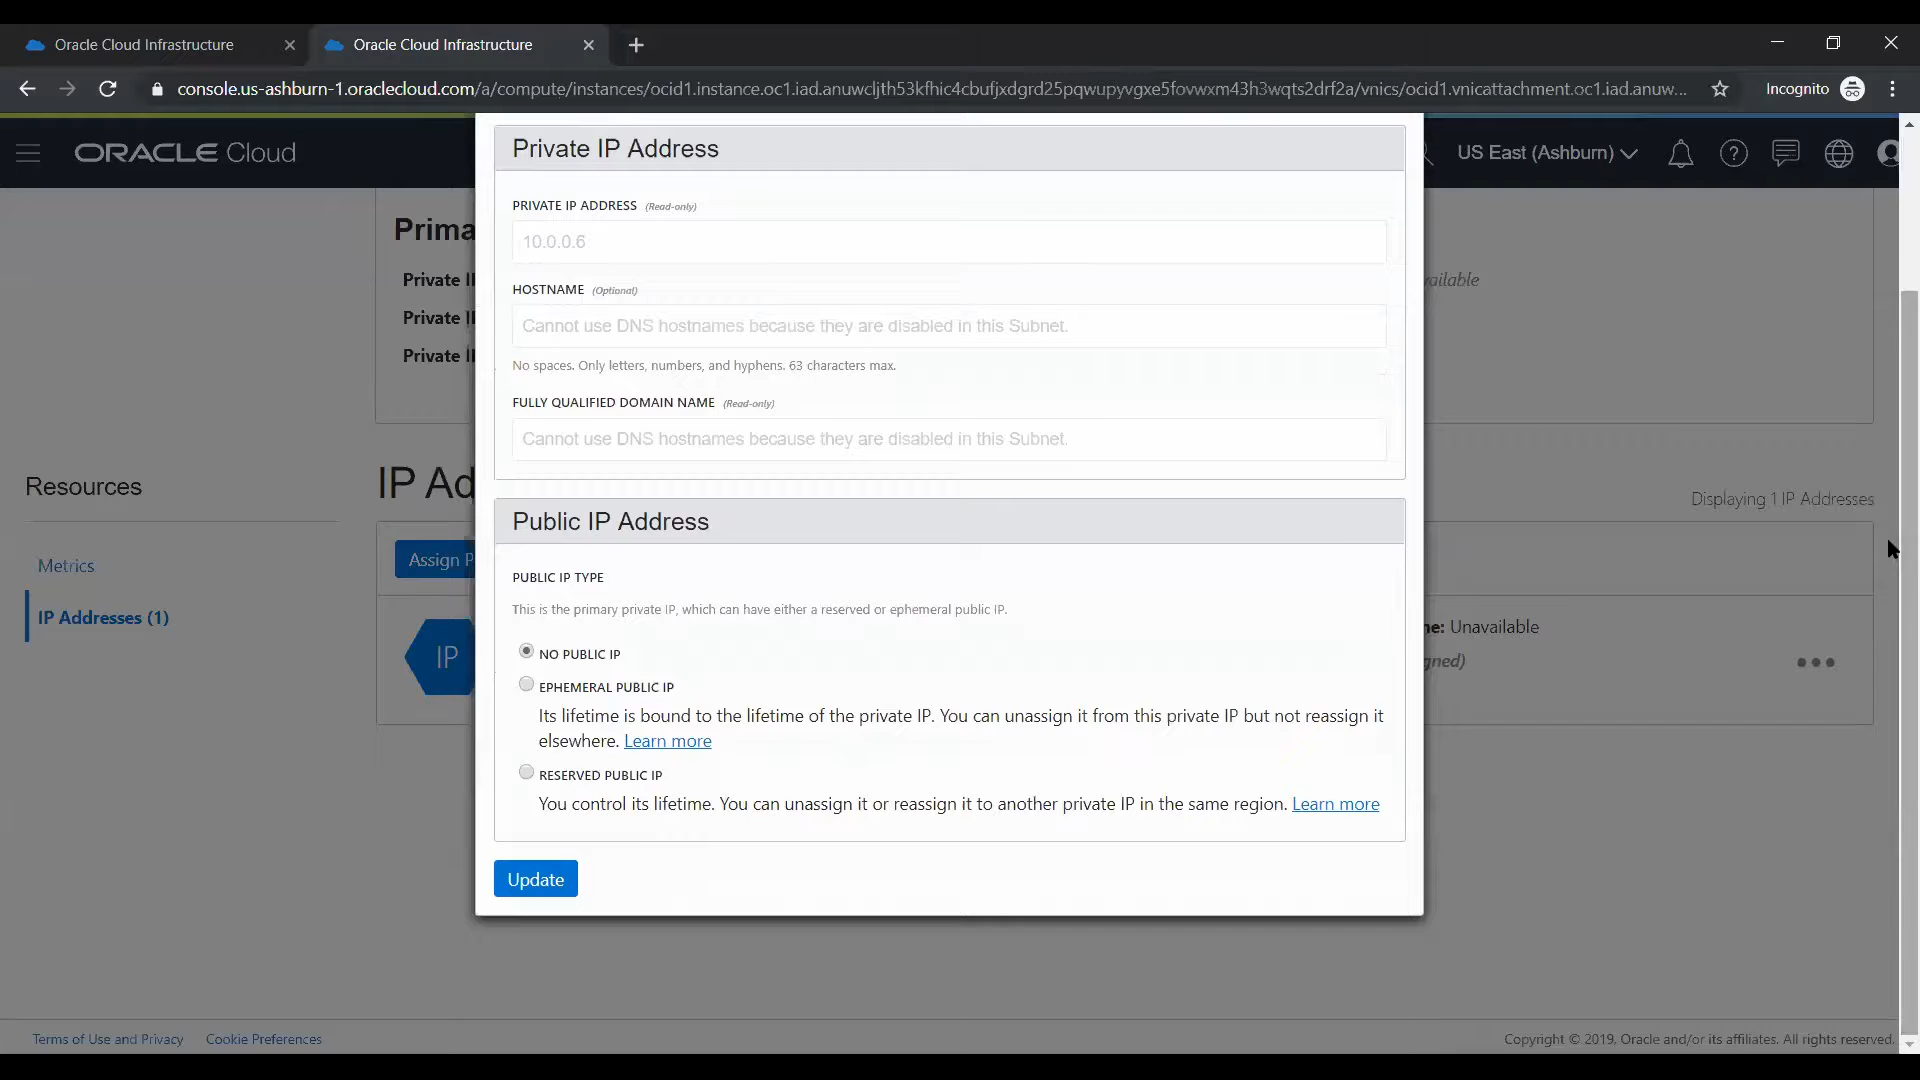 Oracle Cloud Infrastructure
Oracle Cloud Infrastructure
console.us-ashburn-1.oraclecloud.com/a/compute/instances/ocid1.instance.oc1.iad.anuwcljth53kfhic4cbufjxdgrd25pqwupyvgxe5fovwxm43h3wqts2drf2a/vnics/ocid1.vnicattachment.oc1.iad.anuw...
Incognito
ORACLE Cloud
US East (Ashburn)
Private IP Address
PRIVATE IP ADDRESS (Read-only)
10.0.0.6
HOSTNAME (Optional)
Cannot use DNS hostnames because they are disabled in this Subnet.
No spaces. Only letters, numbers, and hyphens. 63 characters max.
FULLY QUALIFIED DOMAIN NAME (Read-only)
Cannot use DNS hostnames because they are disabled in this Subnet.
Public IP Address
PUBLIC IP TYPE
This is the primary private IP, which can have either a reserved or ephemeral public IP.
NO PUBLIC IP
EPHEMERAL PUBLIC IP
Its lifetime is bound to the lifetime of the private IP. You can unassign it from this private IP but not reassign it
elsewhere. Learn more
RESERVED PUBLIC IP
You control its lifetime. You can unassign it or reassign it to another private IP in the same region. Learn more
Update
Prima
Private I
Private I
Private I
vailable
Resources
Metrics
IP Addresses (1)
IP Ad
Displaying 1 IP Addresses
Assign P
IP
me: Unavailable
gned)
Terms of Use and Privacy
Cookie Preferences
Copyright © 2019, Oracle and/or its affiliates. All rights reserved.